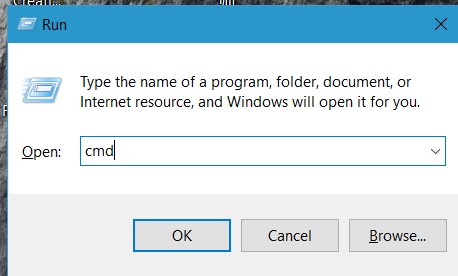 Crean...
Run
Type the name of a program, folder, document, or
Internet resource, and Windows will open it for you.
Open:
cmd
OK
Cancel
Browse...